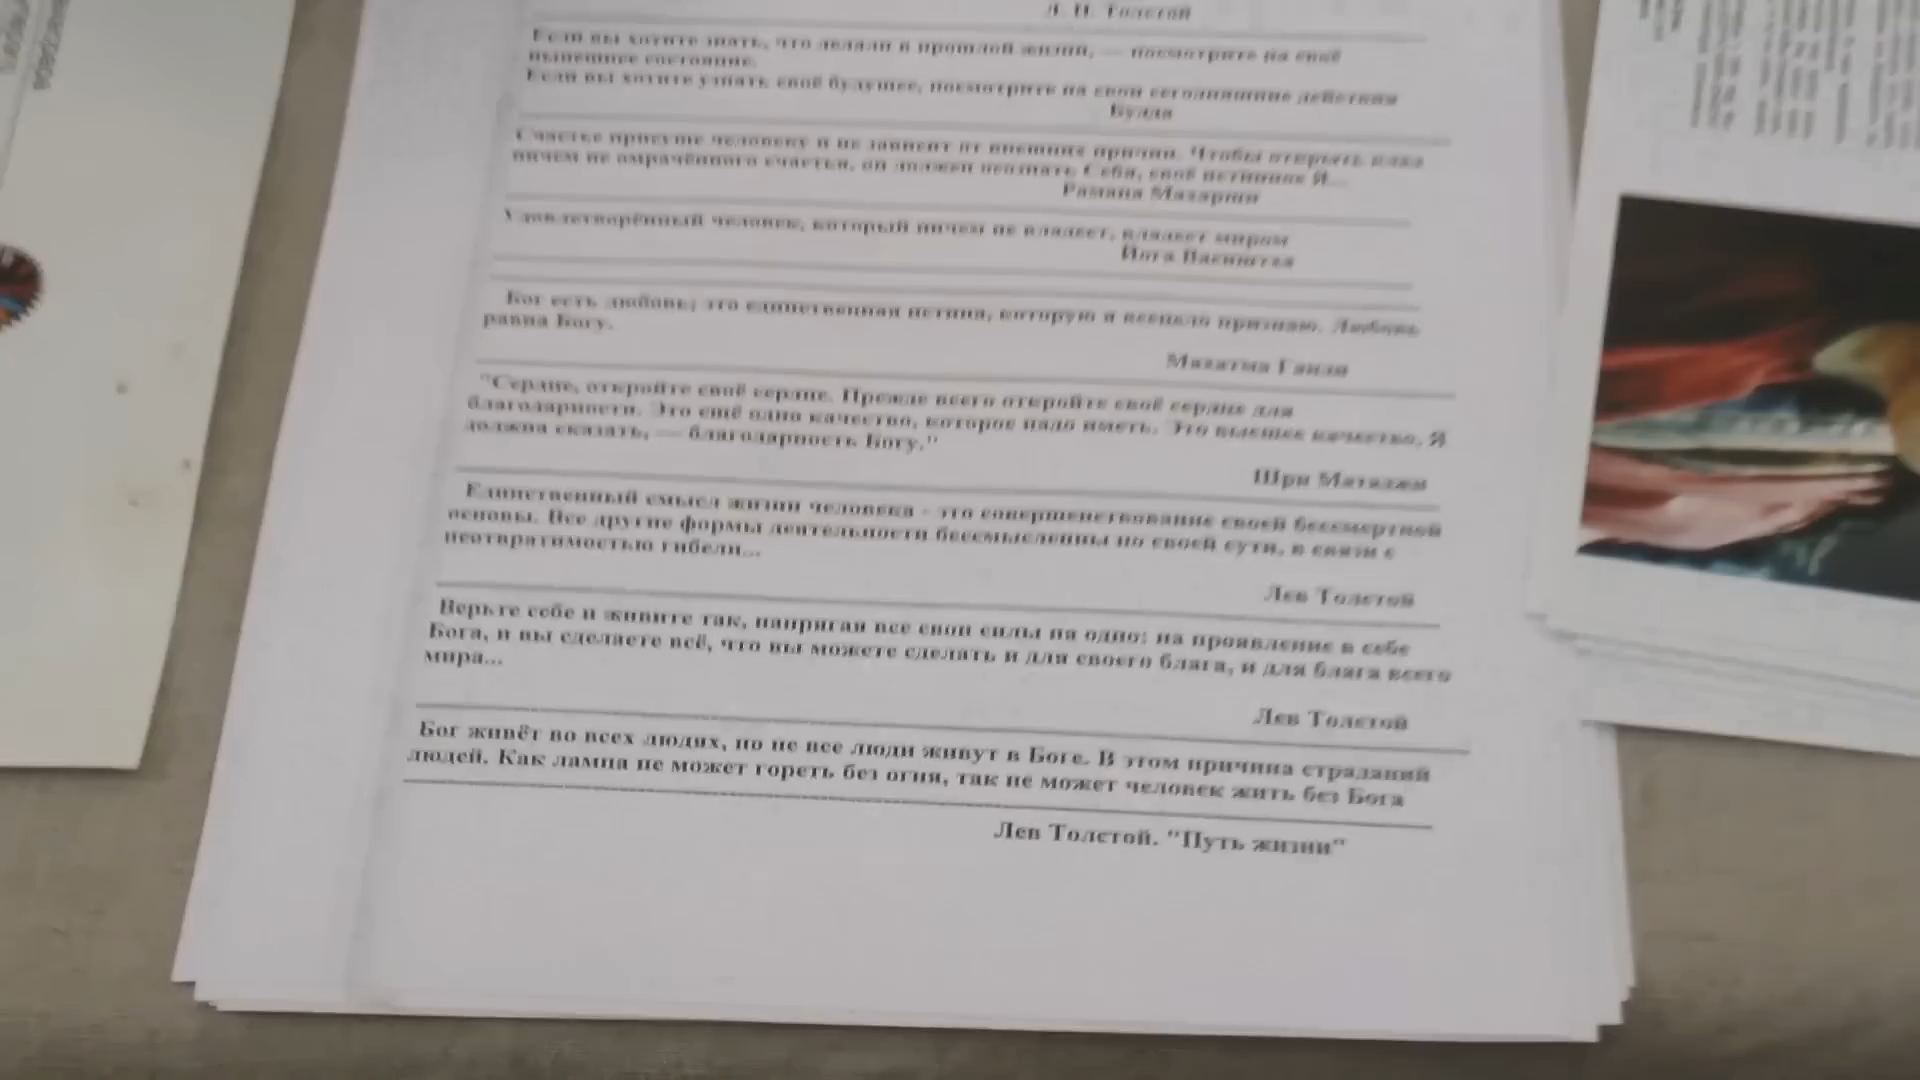 Л. Н. Толстой
Если вы хотите знать, что делали в прошлой жизни, — посмотрите на своё
нынешнее состояние.
Если вы хотите узнать своё будущее, посмотрите на свои сегодняшние действия
Будда
Счастье присуще человеку и не зависит от внешних причин. Чтобы открыть
ничем не омрачённого счастья, он должен осознать Себя, своё истинное Я...
Рамана Махарши
Удовлетворённый человек, который ничем не владеет, владеет миром
Йога Васиштха
Бог есть любовь; это единственная истина, которую я всецело признаю. Любовь
равна Богу.
Махатма Ганди
"Сердце, откройте своё сердце. Прежде всего откройте своё сердце для
благодарности. Это ещё одно качество, которое надо иметь. Это высшее качество. Я
должна сказать, — благодарность Богу."
Шри Матаджи
Единственный смысл жизни человека - это совершенствование своей бессмертной
основы. Все другие формы деятельности бессмысленны по своей сути, в связи с
неотвратимостью гибели...
Лев Толстой
Верьте себе и живите так, напрягая все свои силы на одно: на проявление в себе
Бога, и вы сделаете всё, что вы можете сделать и для своего блага, и для блага всего
мира...
Лев Толстой
Бог живёт во всех людях, но не все люди живут в Боге. В этом причина страданий
людей. Как лампа не может гореть без огня, так не может человек жить без Бога
Лев Толстой. "Путь жизни"